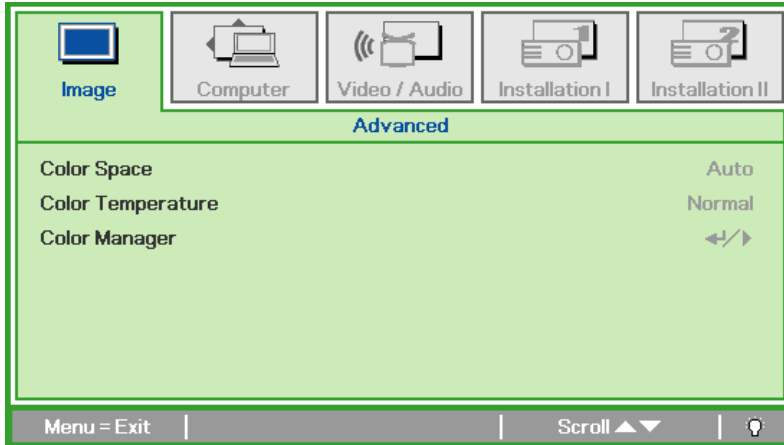 Image Computer Video / Audio Installation I Installation II
Advanced
Color Space Auto
Color Temperature Normal
Color Manager
Menu = Exit Scroll